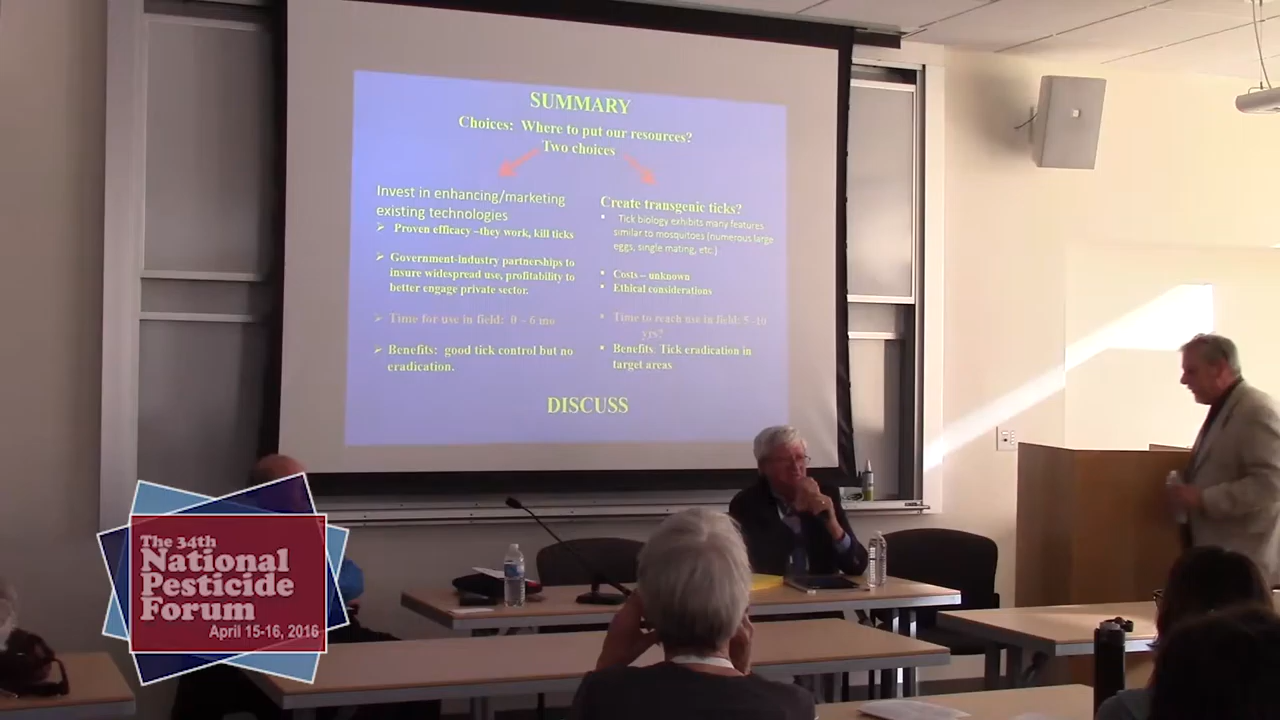 SUMMARY
Choices: Where to put our resources?
Two choices
Invest in enhancing/marketing
existing technologies
➢ Proven efficacy –they work, kill ticks
➢ Government-Industry partnerships to
insure widespread use, profitability to
better engage private sector.
➢ Time for use in field: 0 – 6 mo
➢ Benefits: good tick control but no
eradication.
Create transgenic ticks?
• Tick biology exhibits many features
similar to mosquitoes (numerous large
eggs, single mating, etc.)
• Costs – unknown
• Ethical considerations
• Time to reach use in field: 5 -10
yrs?
• Benefits: Tick eradication in
target areas
DISCUSS
The 34th
National
Pesticide
Forum
April 15-16, 2016